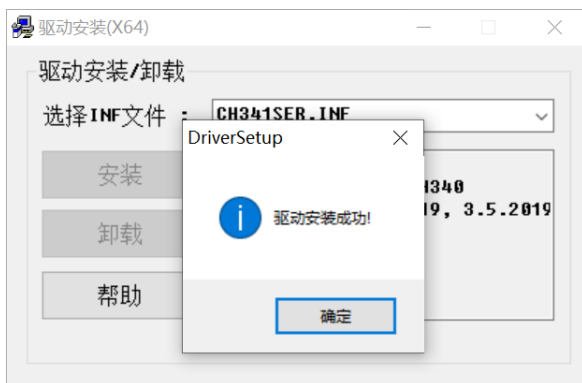 驱动安装(X64)
驱动安装/卸载
选择INF文件 :
CH341SER.INF
DriverSetup
安装
驱动安装成功!
H340
19, 3.5.2019
卸载
帮助
确定